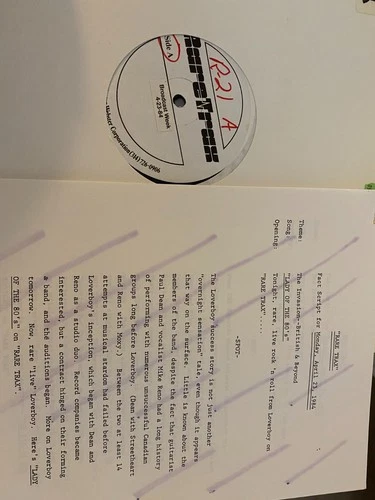 R-21 A
RareTrax
Side A
Broadcast Week
4-23-84
Webster Corporation (314) 726-0906
"RARE TRAX"
Fact Script for Monday, April 23, 1984
Theme: The Invasion--British & Beyond
Song: "LADY OF THE 80's"
Opening: Tonight, rare, live rock 'n roll from Loverboy on
"RARE TRAX".....
-SPOT-
The Loverboy success story is not just another
"overnight sensation" tale, even though it appears
that way on the surface. Little is known about the
members of the band, despite the fact that guitarist
Paul Dean and vocalist Mike Reno had a long history
of performing with numerous unsuccessful Canadian
groups long before Loverboy. (Dean with Streetheart
and Reno with Moxy.) Between the two at least 14
attempts at musical stardom had failed before
Loverboy's inception, which began with Dean and
Reno as a studio duo. Record companies became
interested, but a contract hinged on their forming
a band, and the auditions began. More on Loverboy
tomorrow. Now, rare "live" Loverboy. Here's "LADY
OF THE 80's" on "RARE TRAX".